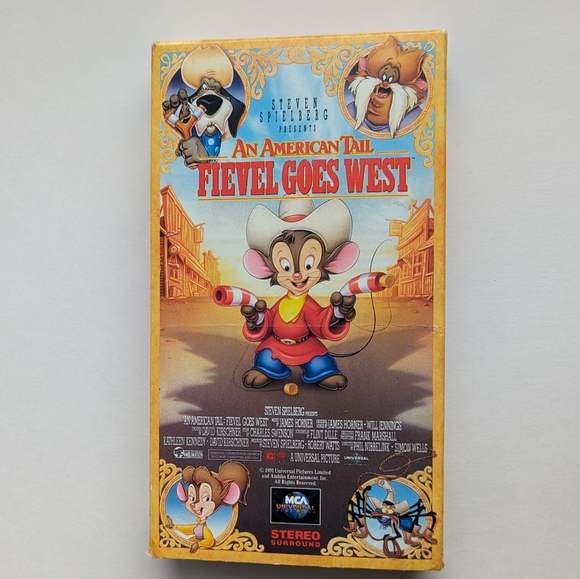 STEVEN
SPIELBERG
PRESENTS
AN AMERICAN TAIL
FIEVEL GOES WEST
STEVEN SPIELBERG PRESENTS
"AN AMERICAN TAIL: FIEVEL GOES WEST" JAMES HORNER JAMES HORNER · WILL JENNINGS
DAVID KIRSCHNER CHARLES SWENSON FLINT DILLE FRANK MARSHALL
KATHLEEN KENNEDY · DAVID KIRSCHNER STEVEN SPIELBERG · ROBERT WATTS PHIL NIBBELINK · SIMON WELLS
G A UNIVERSAL PICTURE UNIVERSAL
© 1991 Universal Pictures Limited
and Amblin Entertainment, Inc.
All Rights Reserved.
MCA
UNIVERSAL
STEREO
SURROUND